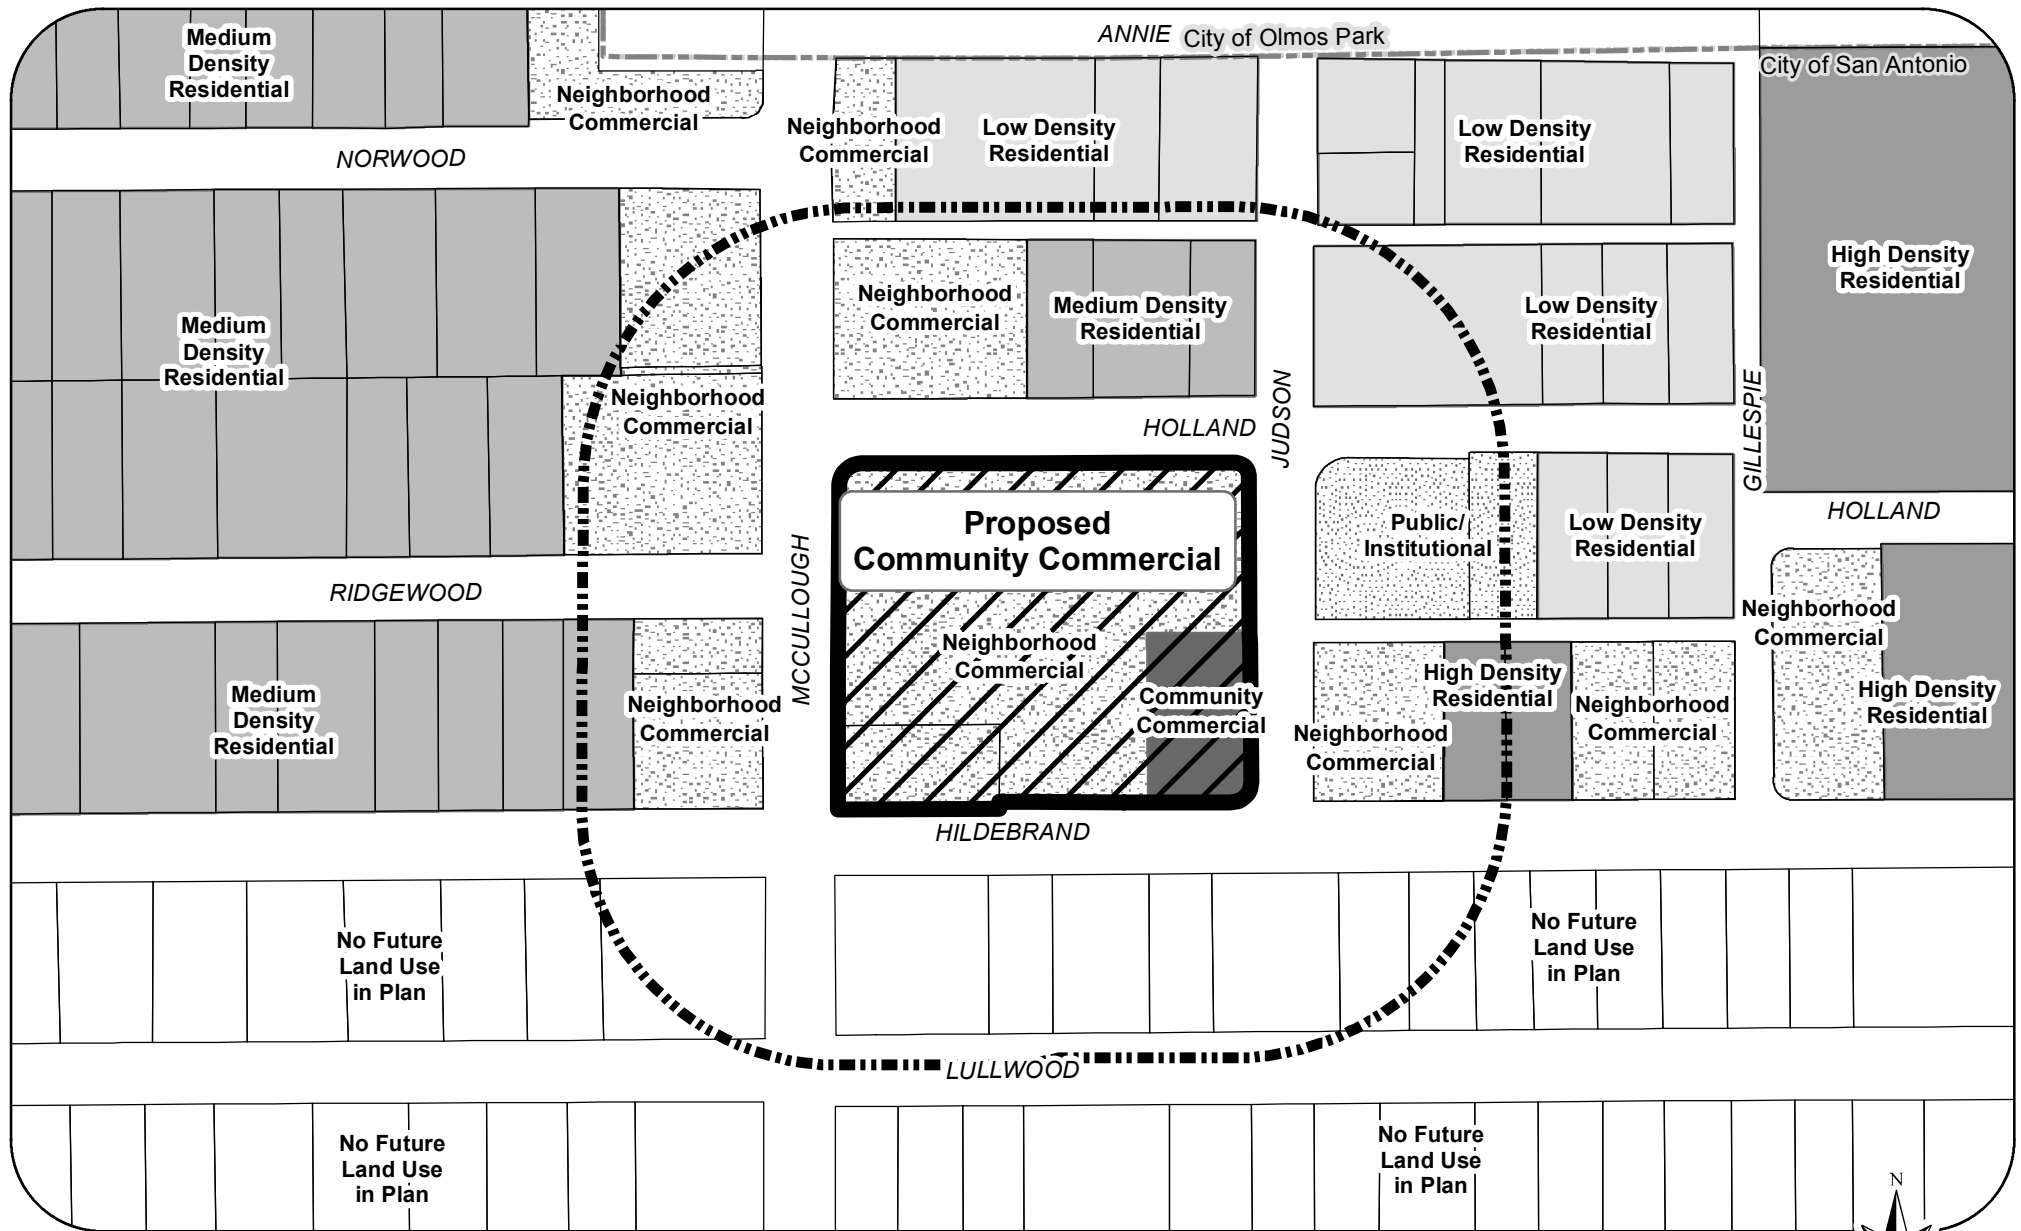 ANNIE
City of Olmos Park
City of San Antonio
Medium
Density
Residential
Neighborhood
Commercial
Neighborhood
Commercial
Low Density
Residential
Low Density
Residential
NORWOOD
High Density
Residential
Medium
Density
Residential
Neighborhood
Commercial
Neighborhood
Commercial
Medium Density
Residential
Low Density
Residential
HOLLAND
JUDSON
GILLESPIE
HOLLAND
Proposed
Community Commercial
Public/
Institutional
Low Density
Residential
RIDGEWOOD
MCCULLOUGH
Neighborhood
Commercial
Neighborhood
Commercial
Medium
Density
Residential
Neighborhood
Commercial
Community
Commercial
Neighborhood
Commercial
High Density
Residential
Neighborhood
Commercial
High Density
Residential
HILDEBRAND
No Future
Land Use
in Plan
No Future
Land Use
in Plan
LULLWOOD
No Future
Land Use
in Plan
No Future
Land Use
in Plan
N